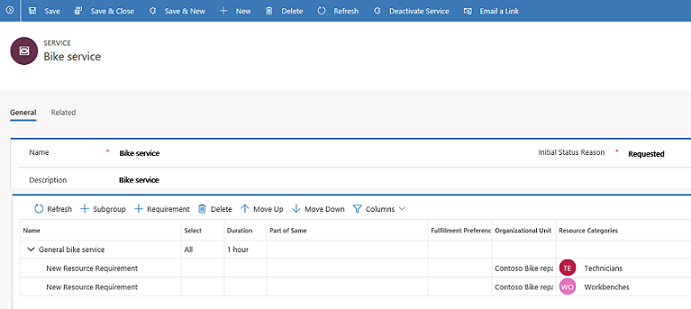 Save Save & Close Save & New New Delete Refresh Deactivate Service Email a Link
SERVICE
Bike service
General Related
Name * Bike service Initial Status Reason * Requested
Description Bike service
Refresh Subgroup Requirement Delete Move Up Move Down Columns
Name Select Duration Part of Same Fulfillment Preferenc Organizational Unit Resource Categories
General bike service All 1 hour
New Resource Requirement Contoso Bike repa TE Technicians
New Resource Requirement Contoso Bike repa WO Workbenches